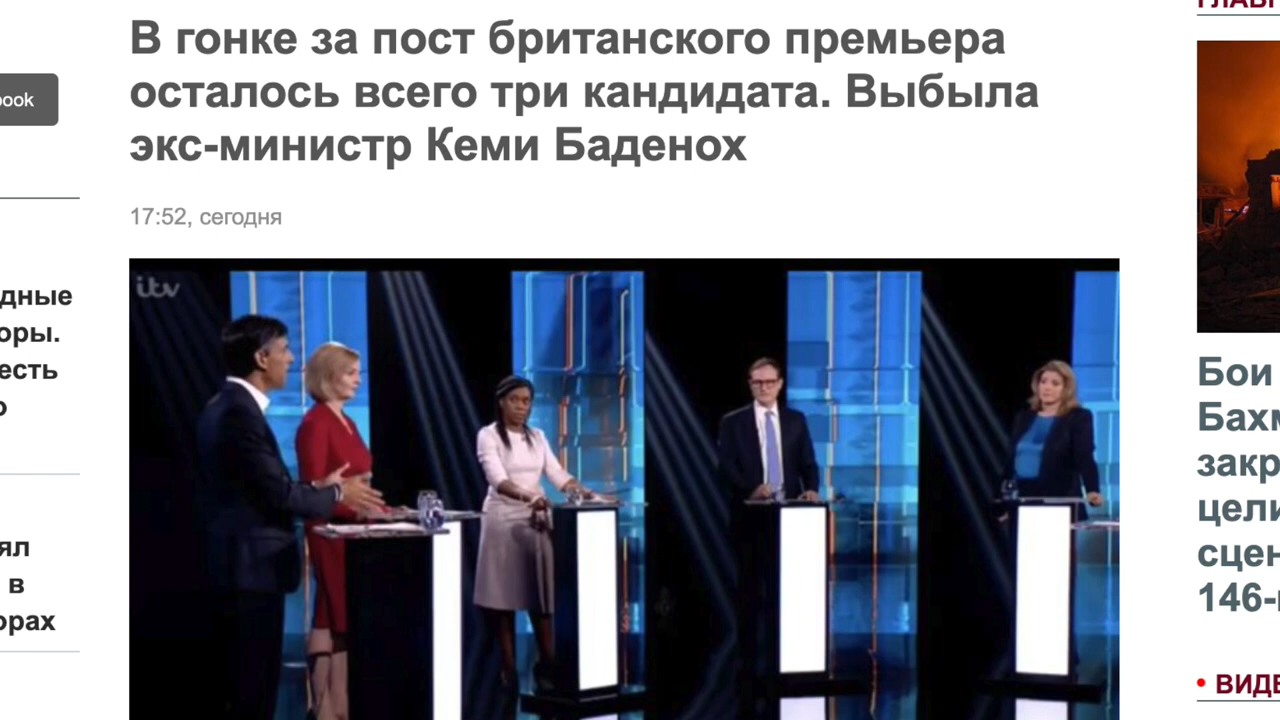 book
дные
оры.
есть
ял
в
орах
В гонке за пост британского премьера
осталось всего три кандидата. Выбыла
экс-министр Кеми Баденох
17:52, сегодня
itv
Бои
Бахм
закр
цели
сцен
146-
ВИДЕ